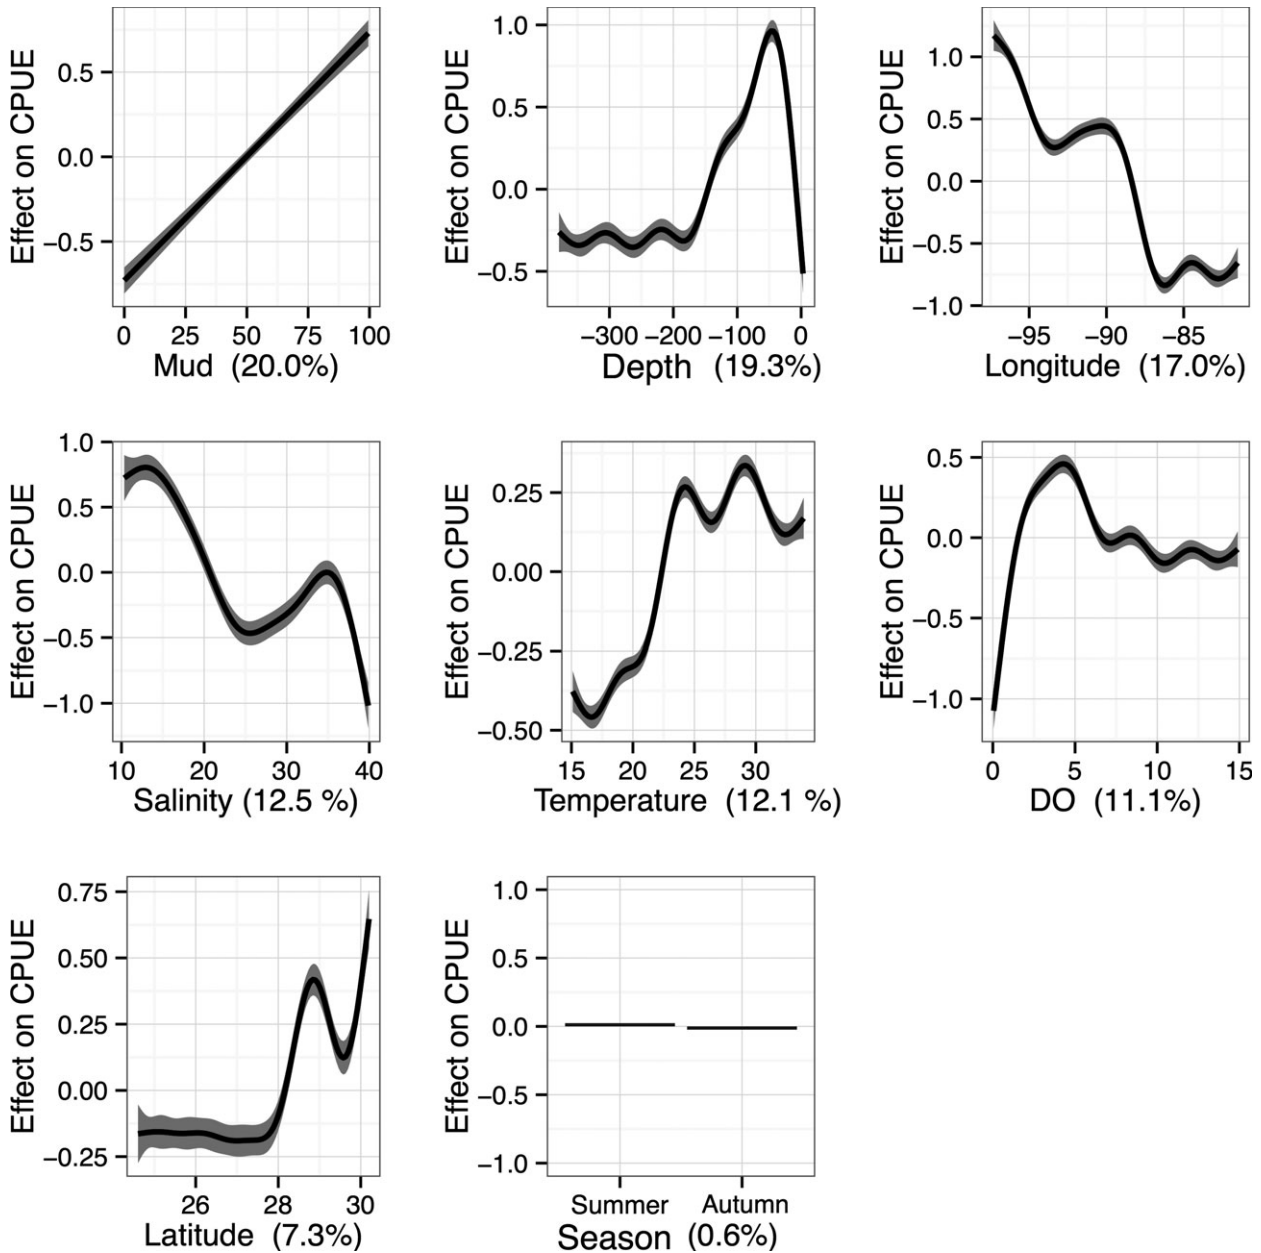 Effect on CPUE
0.5
0.0
−0.5
0 25 50 75 100
Mud (20.0%)
Effect on CPUE
1.0
0.5
0.0
−0.5
−300 −200 −100 0
Depth (19.3%)
Effect on CPUE
1.0
0.5
0.0
−0.5
−1.0
−95 −90 −85
Longitude (17.0%)
Effect on CPUE
1.0
0.5
0.0
−0.5
−1.0
10 20 30 40
Salinity (12.5 %)
Effect on CPUE
0.25
0.00
−0.25
−0.50
15 20 25 30
Temperature (12.1 %)
Effect on CPUE
0.5
0.0
−0.5
−1.0
0 5 10 15
DO (11.1%)
Effect on CPUE
0.75
0.50
0.25
0.00
−0.25
26 28 30
Latitude (7.3%)
Effect on CPUE
1.0
0.5
0.0
−0.5
−1.0
Summer Autumn
Season (0.6%)